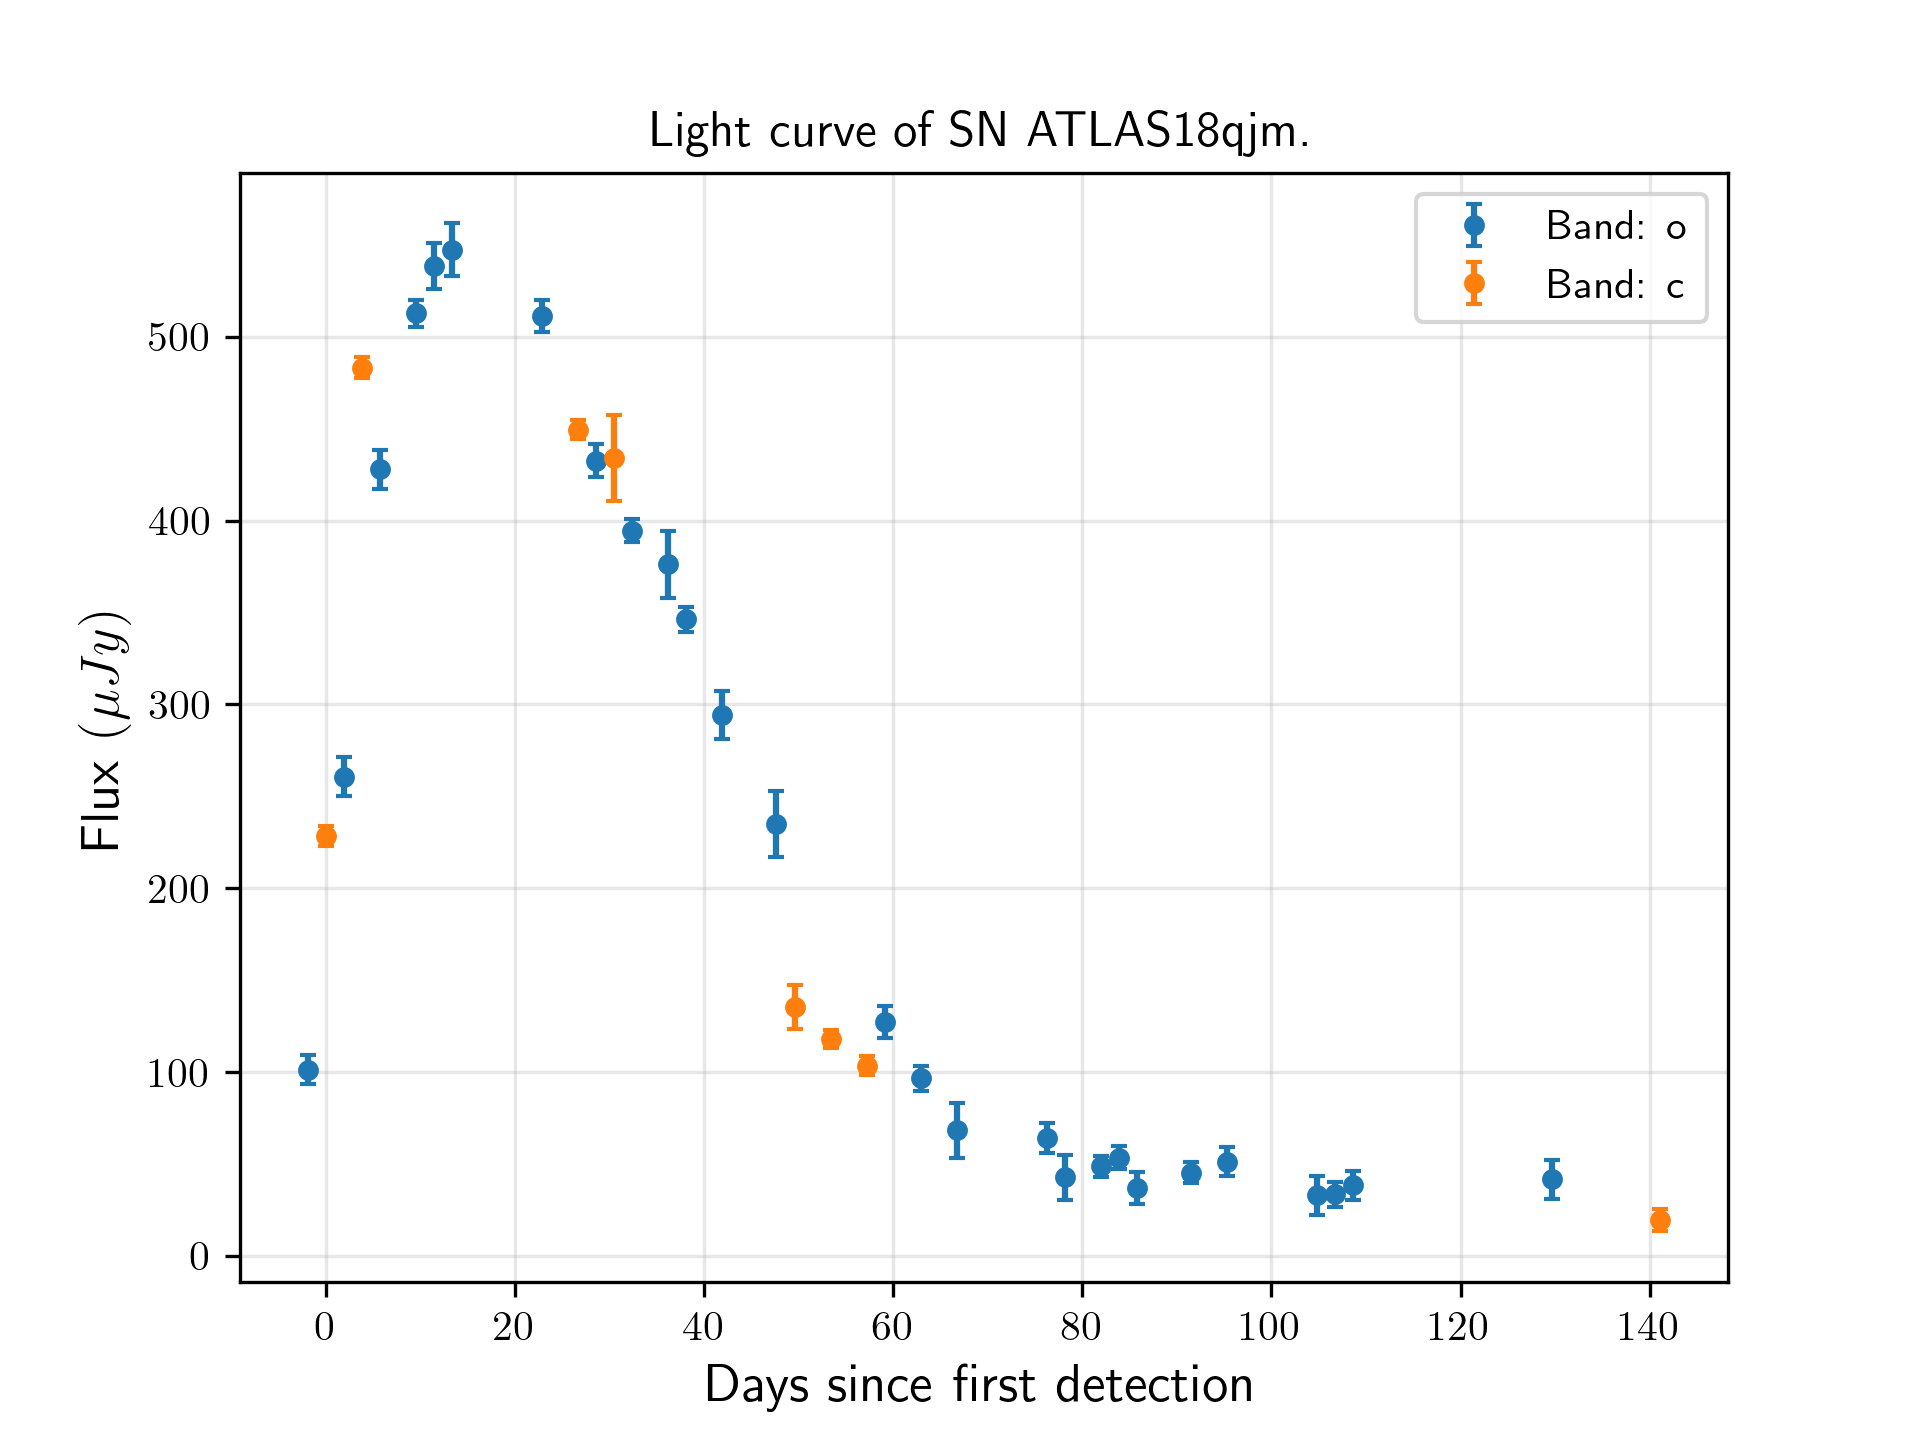 Light curve of SN ATLAS18qjm.
Band: o
Band: c
500
400
300
200
100
0
Flux (μJy)
0 20 40 60 80 100 120 140
Days since first detection